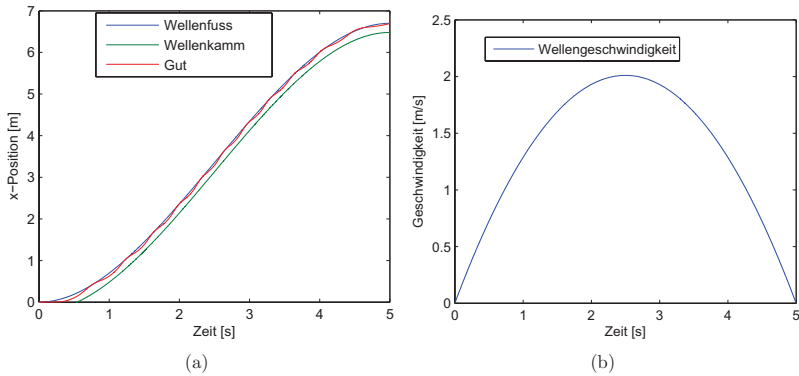 Wellenfuss
Wellenkamm
Gut
x−Position [m]
7
6
5
4
3
2
1
0
0 1 2 3 4 5
Zeit [s]
(a)
Wellengeschwindigkeit
Geschwindigkeit [m/s]
2.5
2
1.5
1
0.5
0
0 1 2 3 4 5
Zeit [s]
(b)